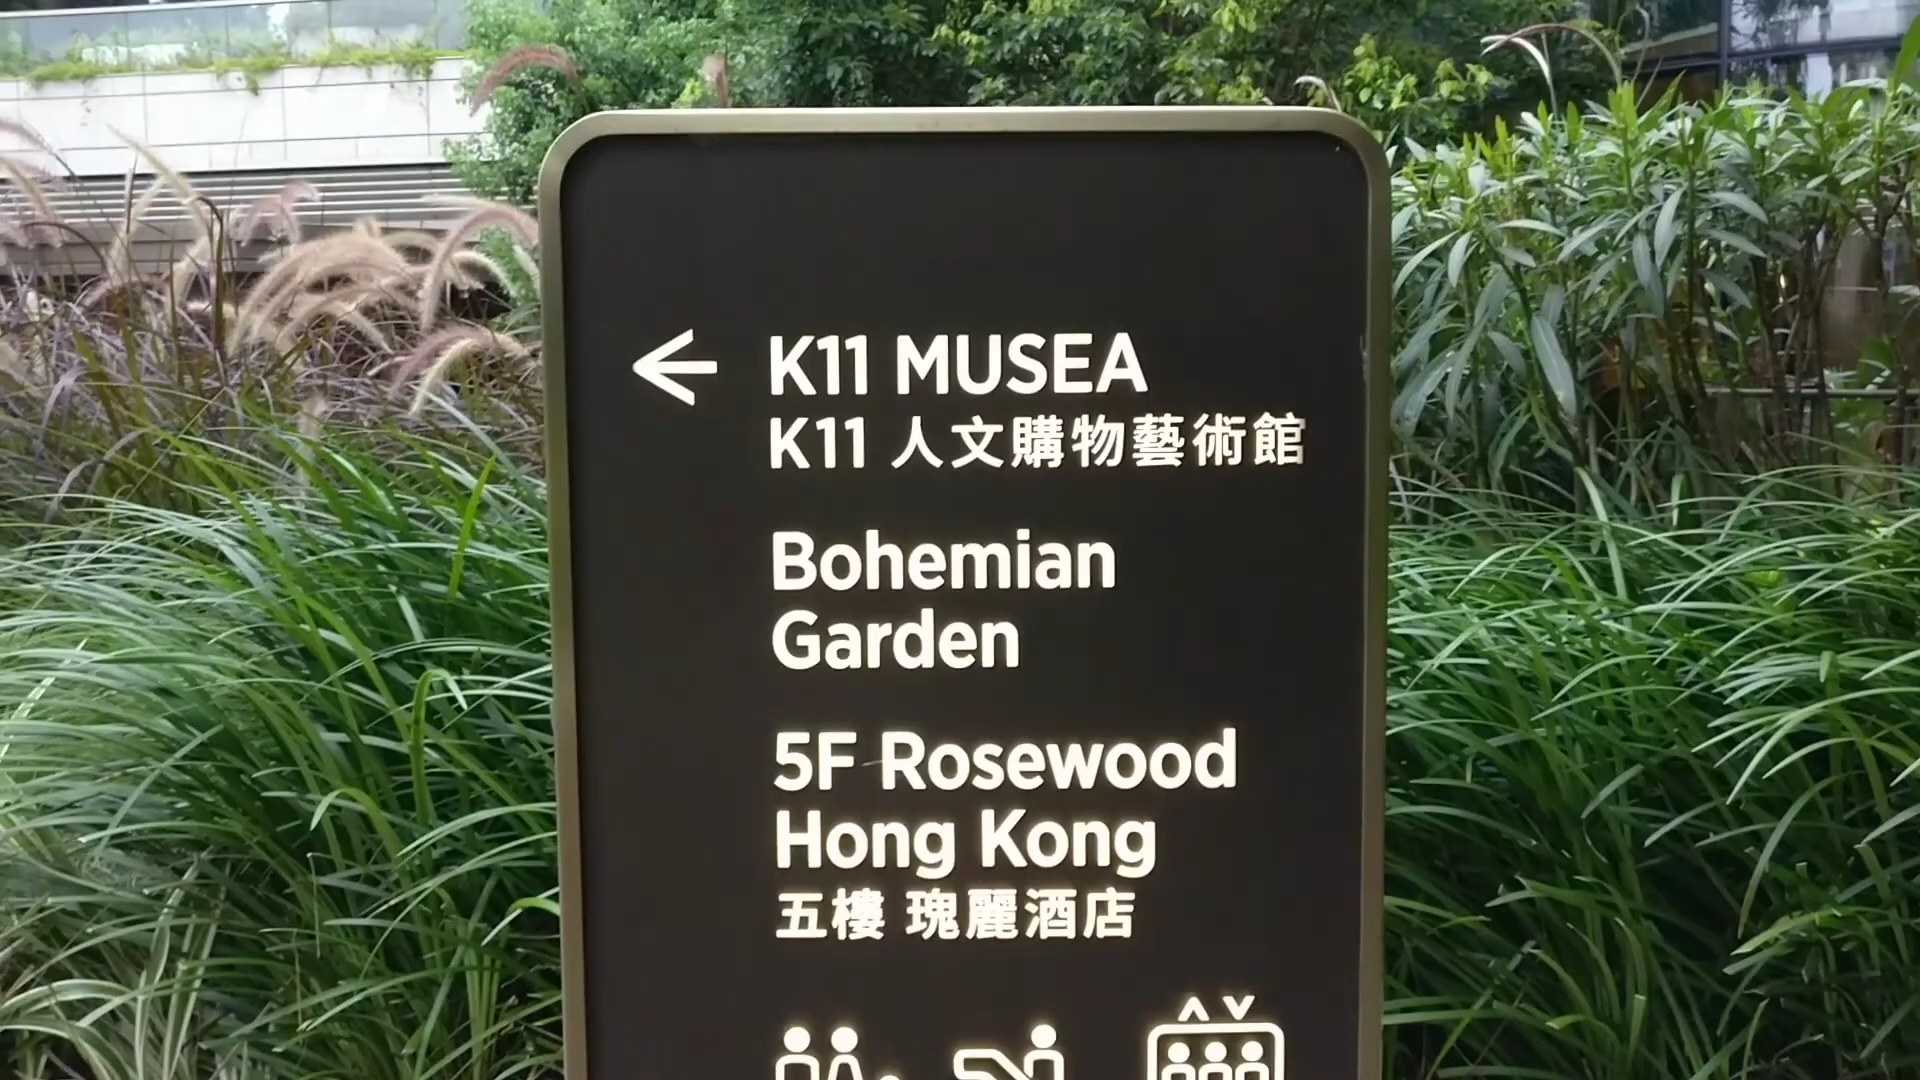 ← K11 MUSEA
K11 人文購物藝術館
Bohemian
Garden
5F Rosewood
Hong Kong
五樓 瑰麗酒店